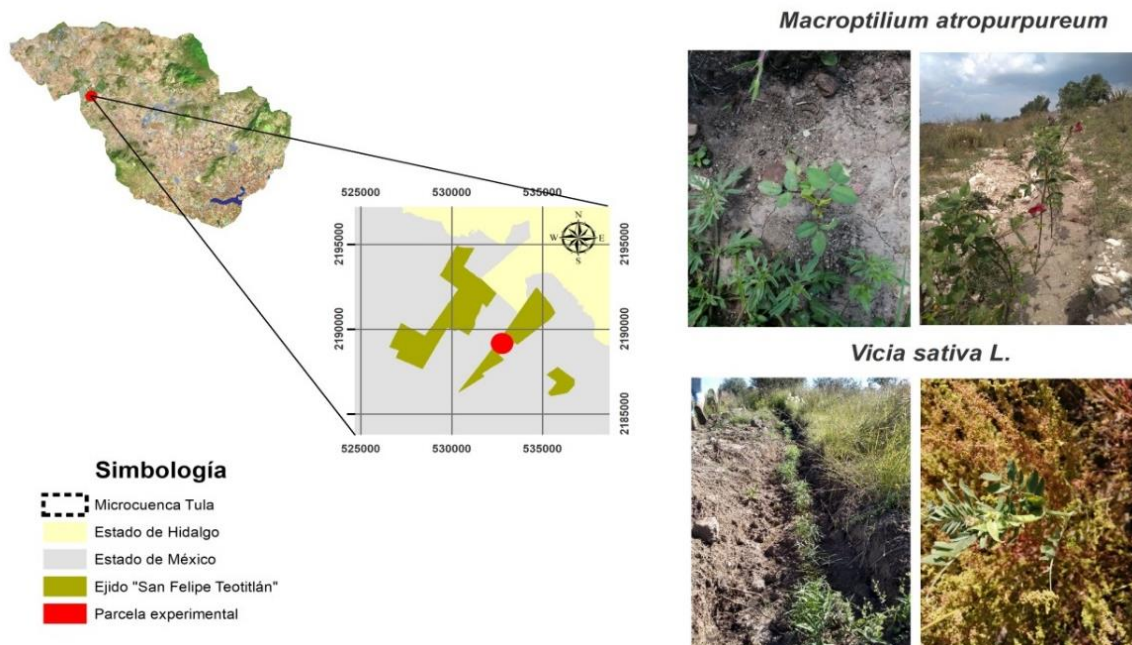 Macroptilium atropurpureum
525000 530000 535000
N
W E
S
2195000 2195000
2190000 2190000
2185000 2185000
525000 530000 535000
Vicia sativa L.
Simbología
Microcuenca Tula
Estado de Hidalgo
Estado de México
Ejido "San Felipe Teotitlán"
Parcela experimental